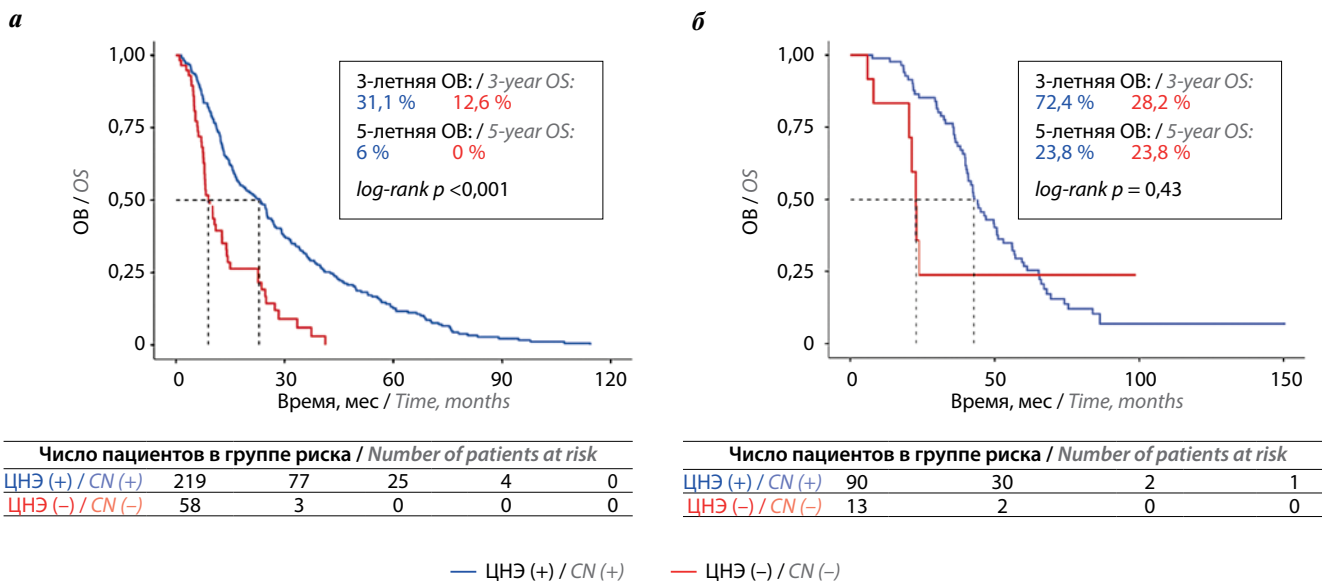 а
1,00
0,75
0,50
0,25
0
ОВ / OS
3-летняя ОВ: / 3-year OS:
31,1 % 12,6 %
5-летняя ОВ: / 5-year OS:
6 % 0 %
log-rank p <0,001
0 30 60 90 120
Время, мес / Time, months
Число пациентов в группе риска / Number of patients at risk
ЦНЭ (+) / CN (+) 219 77 25 4 0
ЦНЭ (–) / CN (–) 58 3 0 0 0
б
1,00
0,75
0,50
0,25
0
ОВ / OS
3-летняя ОВ: / 3-year OS:
72,4 % 28,2 %
5-летняя ОВ: / 5-year OS:
23,8 % 23,8 %
log-rank p = 0,43
0 50 100 150
Время, мес / Time, months
Число пациентов в группе риска / Number of patients at risk
ЦНЭ (+) / CN (+) 90 30 2 1
ЦНЭ (–) / CN (–) 13 2 0 0
ЦНЭ (+) / CN (+) ЦНЭ (–) / CN (–)